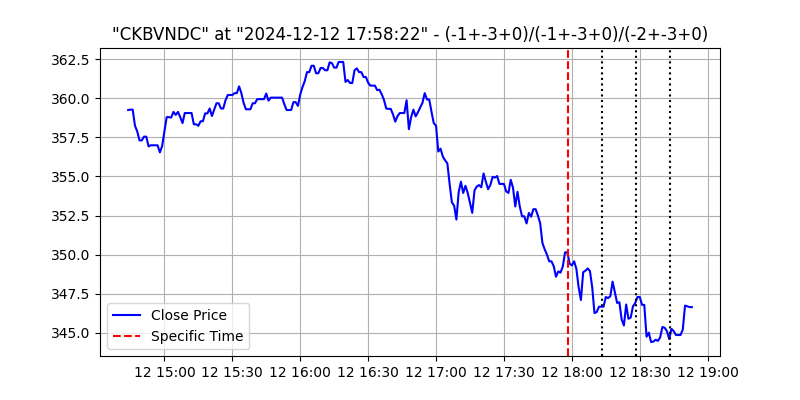 "CKBVNDC" at "2024-12-12 17:58:22" - (-1+-3+0)/(-1+-3+0)/(-2+-3+0)
362.5
360.0
357.5
355.0
352.5
350.0
347.5
345.0
Close Price
Specific Time
12 15:00 12 15:30 12 16:00 12 16:30 12 17:00 12 17:30 12 18:00 12 18:30 12 19:00